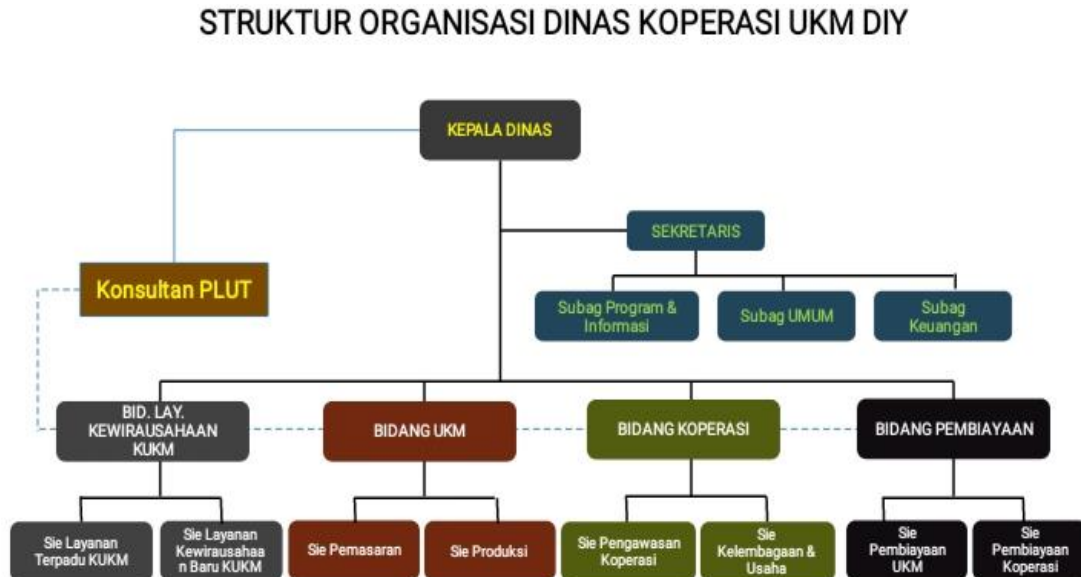 STRUKTUR ORGANISASI DINAS KOPERASI UKM DIY
KEPALA DINAS
SEKRETARIS
Konsultan PLUT
Subag Program &
Informasi
Subag UMUM
Subag
Keuangan
BID. LAY.
KEWIRAUSAHAAN
KUKM
BIDANG UKM
BIDANG KOPERASI
BIDANG PEMBIAYAAN
Sie Layanan
Terpadu KUKM
Sie Layanan
Kewirausahaa
n Baru KUKM
Sie Pemasaran
Sie Produksi
Sie Pengawasan
Koperasi
Sie
Kelembagaan &
Usaha
Sie
Pembiayaan
UKM
Sie
Pembiayaan
Koperasi